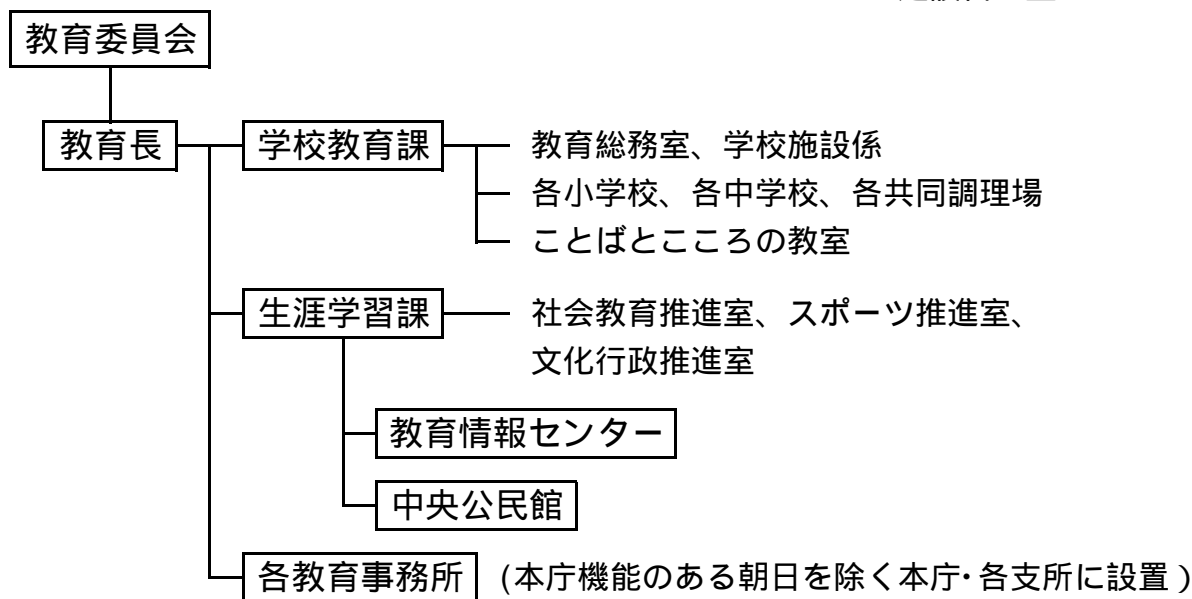 教育委員会
教育長
学校教育課
教育総務室、学校施設係
各小学校、各中学校、各共同調理場
ことばとこころの教室
生涯学習課
社会教育推進室、スポーツ推進室、
文化行政推進室
教育情報センター
中央公民館
各教育事務所 (本庁機能のある朝日を除く本庁・各支所に設置)